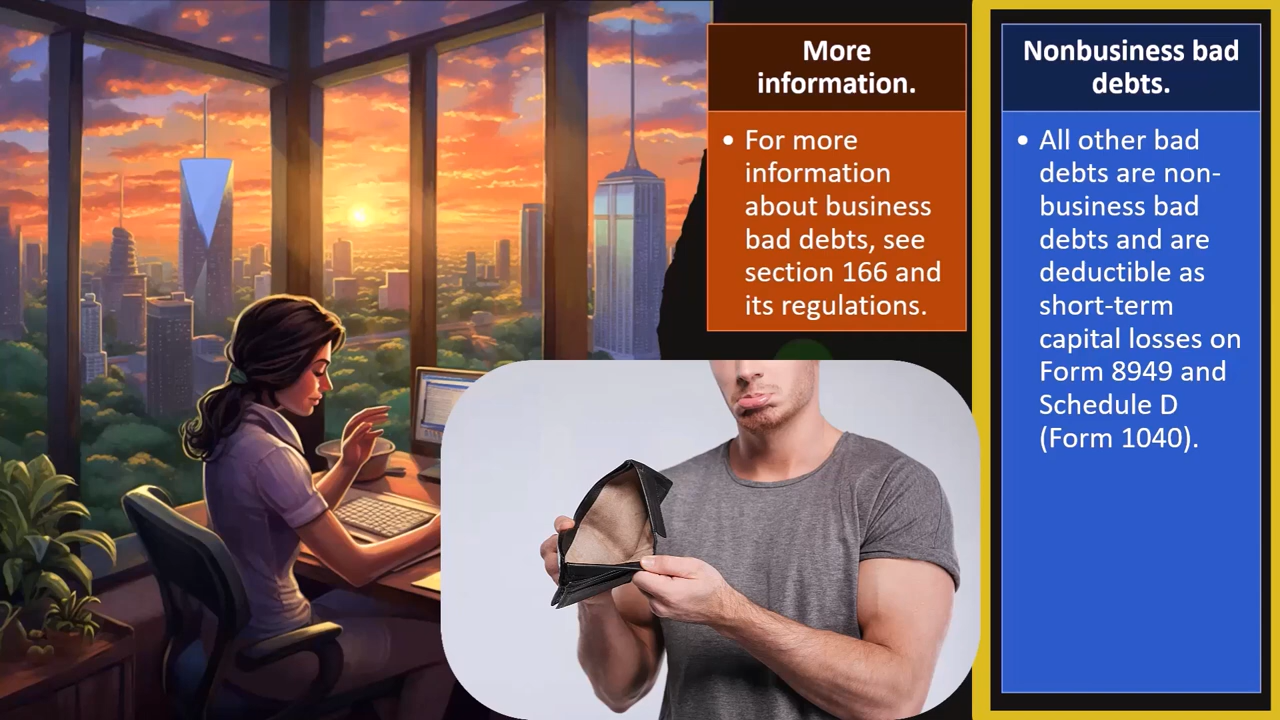 More
information.
• For more
information
about business
bad debts, see
section 166 and
its regulations.
Nonbusiness bad
debts.
• All other bad
debts are non-
business bad
debts and are
deductible as
short-term
capital losses on
Form 8949 and
Schedule D
(Form 1040).